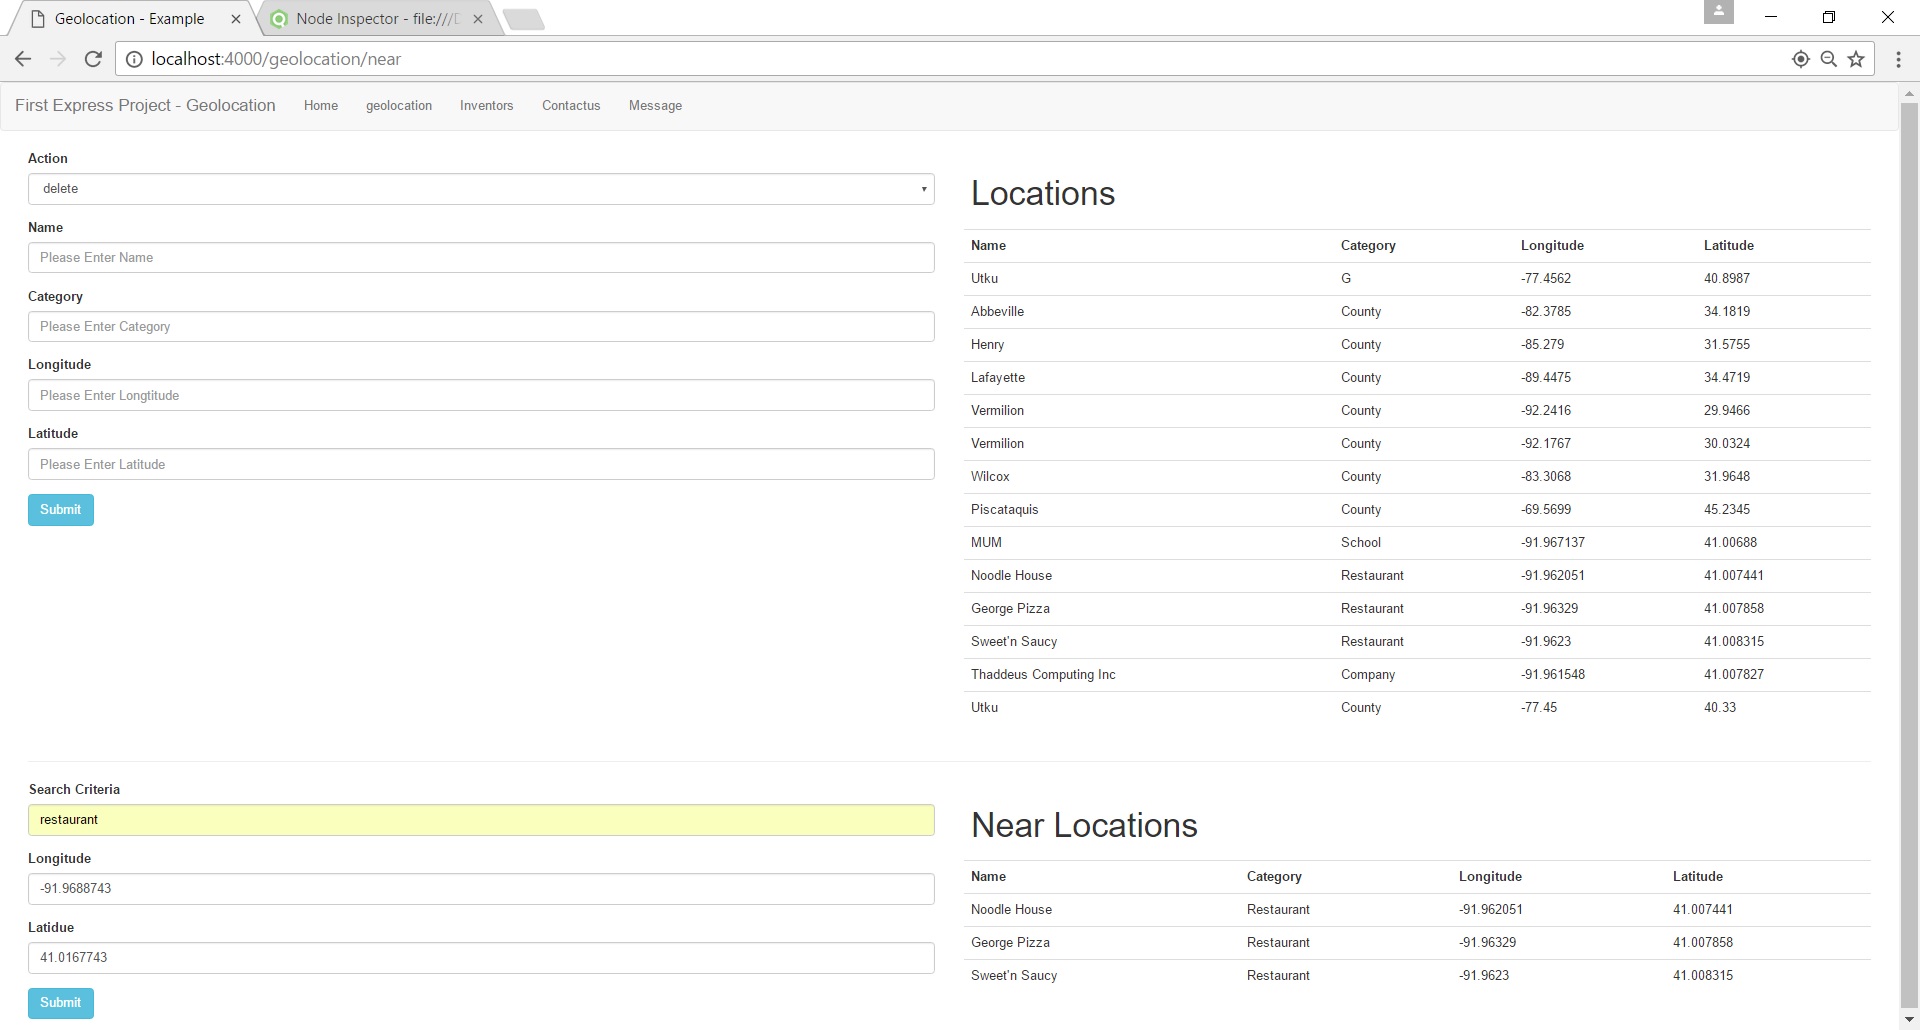 Geolocation - Example
Node Inspector - file:///
localhost:4000/geolocation/near
First Express Project - Geolocation Home geolocation Inventors Contactus Message
Action
delete
Name
Please Enter Name
Category
Please Enter Category
Longitude
Please Enter Longtitude
Latitude
Please Enter Latitude
Submit
Locations
Name Category Longitude Latitude
Utku G -77.4562 40.8987
Abbeville County -82.3785 34.1819
Henry County -85.279 31.5755
Lafayette County -89.4475 34.4719
Vermilion County -92.2416 29.9466
Vermilion County -92.1767 30.0324
Wilcox County -83.3068 31.9648
Piscataquis County -69.5699 45.2345
MUM School -91.967137 41.00688
Noodle House Restaurant -91.962051 41.007441
George Pizza Restaurant -91.96329 41.007858
Sweet'n Saucy Restaurant -91.9623 41.008315
Thaddeus Computing Inc Company -91.961548 41.007827
Utku County -77.45 40.33
Search Criteria
restaurant
Longitude
-91.9688743
Latidue
41.0167743
Submit
Near Locations
Name Category Longitude Latitude
Noodle House Restaurant -91.962051 41.007441
George Pizza Restaurant -91.96329 41.007858
Sweet'n Saucy Restaurant -91.9623 41.008315